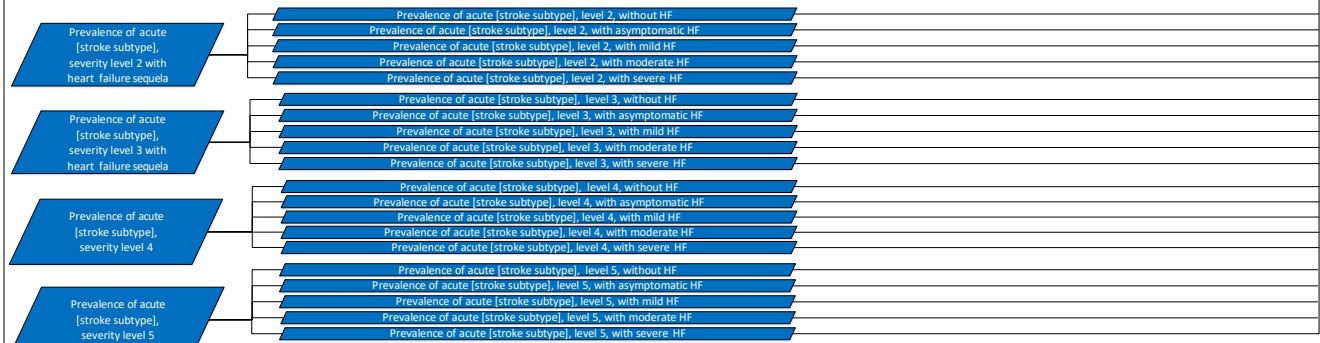 Prevalence of acute
[stroke subtype],
severity level 2 with
heart failure sequela
Prevalence of acute [stroke subtype], level 2, without HF
Prevalence of acute [stroke subtype], level 2, with asymptomatic HF
Prevalence of acute [stroke subtype], level 2, with mild HF
Prevalence of acute [stroke subtype], level 2, with moderate HF
Prevalence of acute [stroke subtype], level 2, with severe HF
Prevalence of acute
[stroke subtype],
severity level 3 with
heart failure sequela
Prevalence of acute [stroke subtype], level 3, without HF
Prevalence of acute [stroke subtype], level 3, with asymptomatic HF
Prevalence of acute [stroke subtype], level 3, with mild HF
Prevalence of acute [stroke subtype], level 3, with moderate HF
Prevalence of acute [stroke subtype], level 3, with severe HF
Prevalence of acute
[stroke subtype],
severity level 4
Prevalence of acute [stroke subtype], level 4, without HF
Prevalence of acute [stroke subtype], level 4, with asymptomatic HF
Prevalence of acute [stroke subtype], level 4, with mild HF
Prevalence of acute [stroke subtype], level 4, with moderate HF
Prevalence of acute [stroke subtype], level 4, with severe HF
Prevalence of acute
[stroke subtype],
severity level 5
Prevalence of acute [stroke subtype], level 5, without HF
Prevalence of acute [stroke subtype], level 5, with asymptomatic HF
Prevalence of acute [stroke subtype], level 5, with mild HF
Prevalence of acute [stroke subtype], level 5, with moderate HF
Prevalence of acute [stroke subtype], level 5, with severe HF